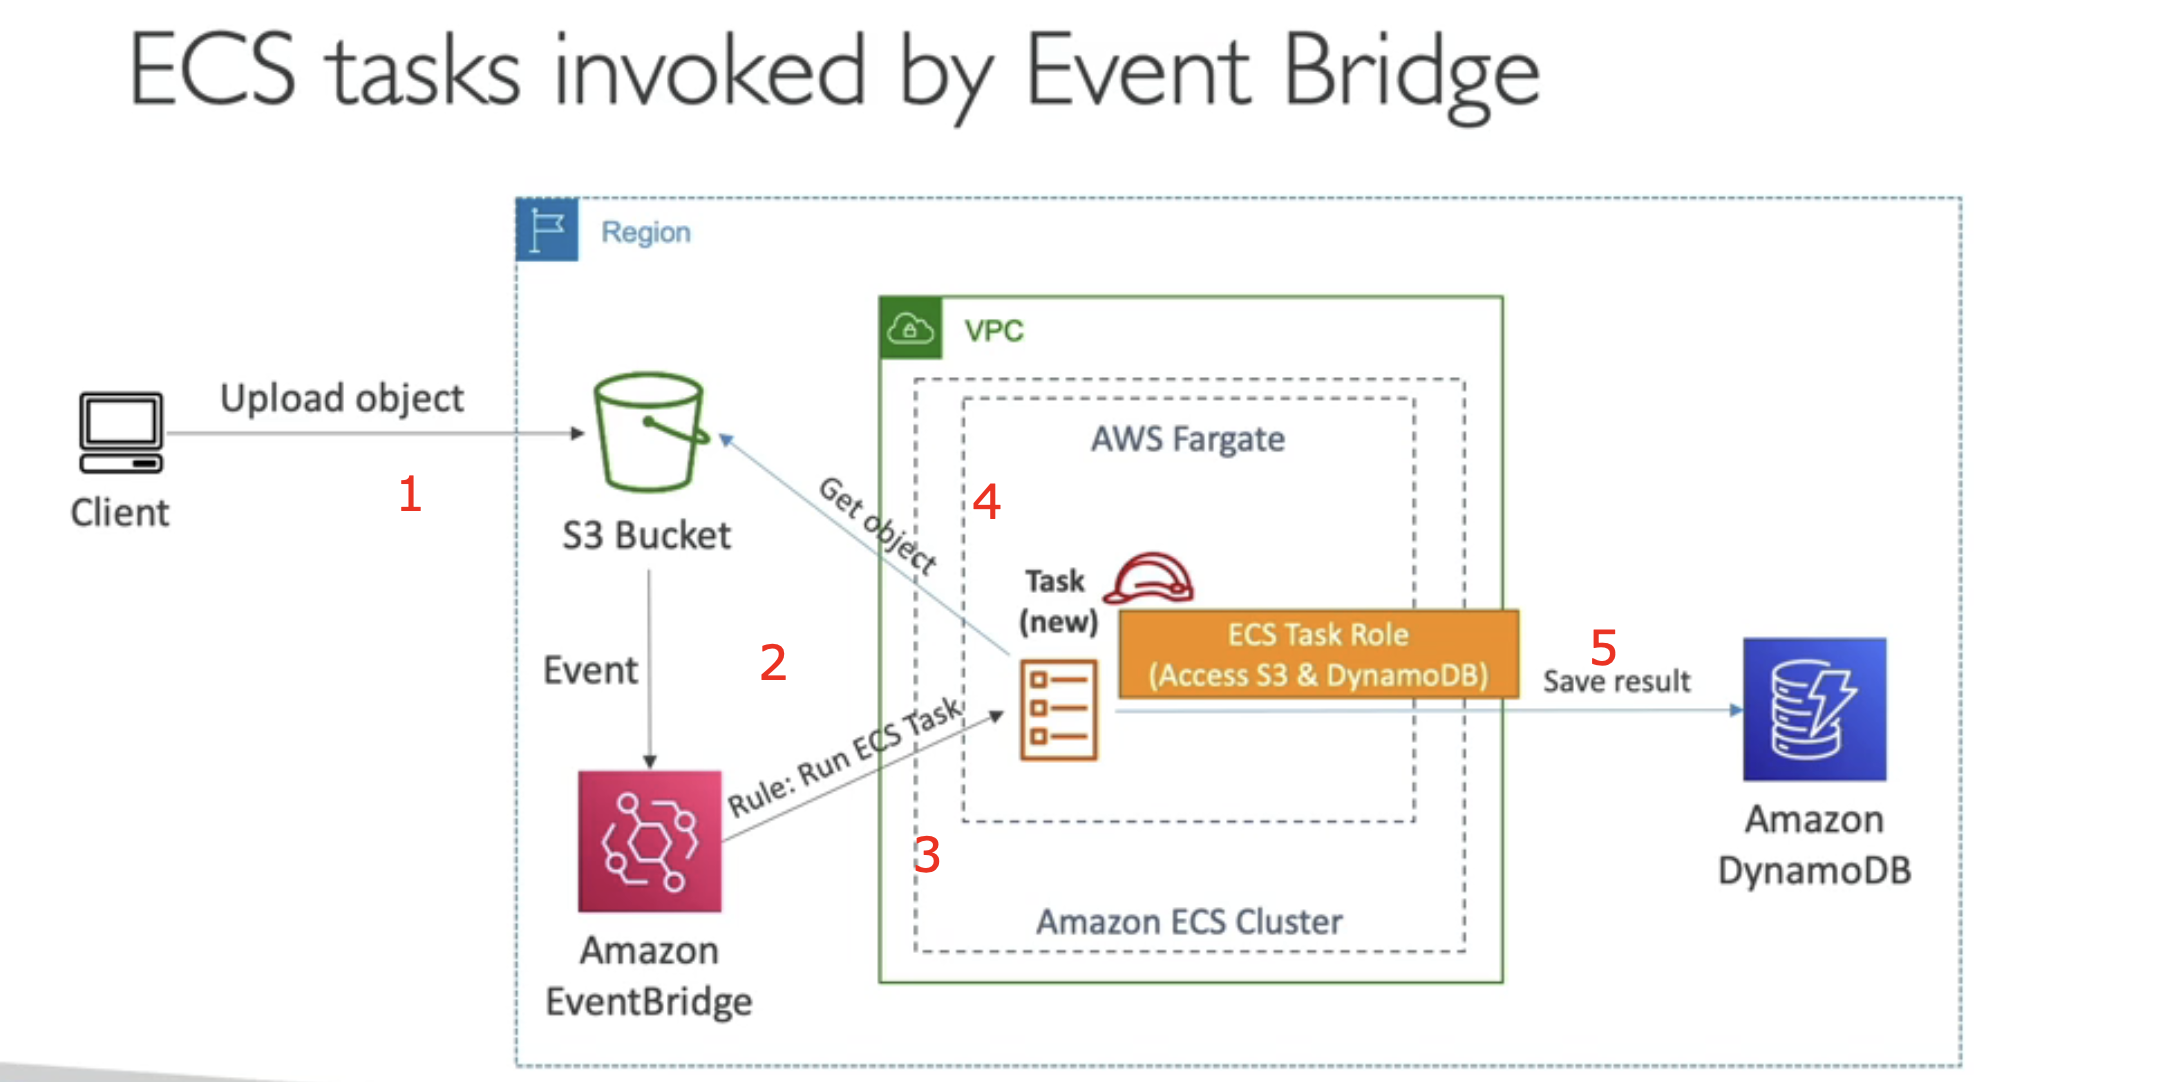 ECS tasks invoked by Event Bridge
Region
VPC
Upload object
AWS Fargate
Client
1
S3 Bucket
Get object
4
Task
(new)
ECS Task Role
(Access S3 & DynamoDB)
5
Save result
Event
2
Rule: Run ECS Task
3
Amazon
EventBridge
Amazon ECS Cluster
Amazon
DynamoDB